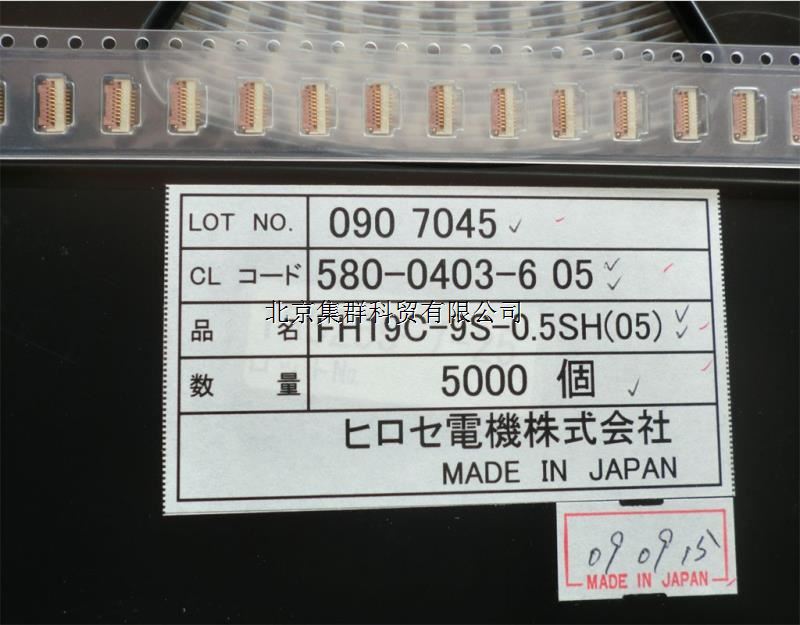 LOT NO. 090 7045
CL コード 580-0403-6 05
北京集群科贸有限公司
品 名 FH19C-9S-0.5SH(05)
数 量 5000 個
ヒロセ電機株式会社
MADE IN JAPAN
09 09 15
MADE IN JAPAN